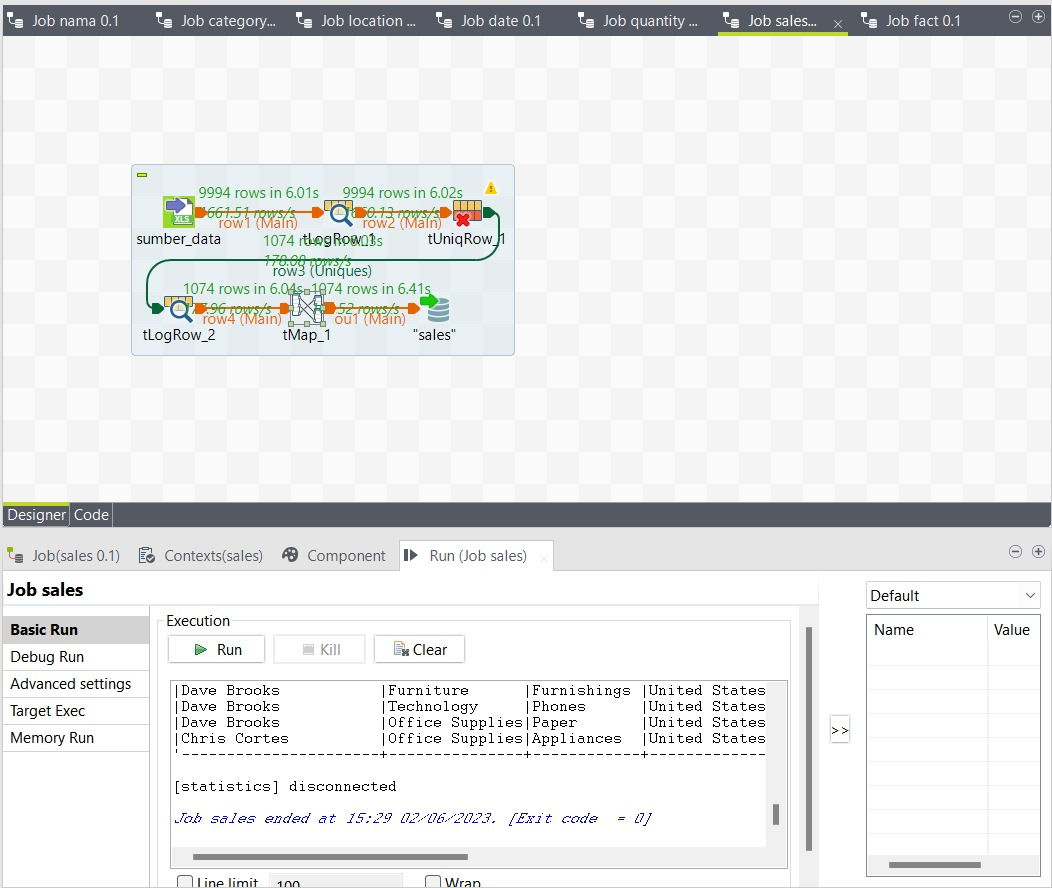 Job nama 0.1
Job category...
Job location ...
Job date 0.1
Job quantity ...
Job sales...
Job fact 0.1
9994 rows in 6.01s
9994 rows in 6.02s
1661.51 rows/s
rows/s
row1 (Main)
row2 (Main)
sumber_data
tLogRow_1
tUniqRow_1
1074 rows in 6.03s
178.08 rows/s
row3 (Uniques)
1074 rows in 6.04s
1074 rows in 6.41s
rows/s
rows/s
row4 (Main)
ou1 (Main)
tLogRow_2
tMap_1
"sales"
Designer
Code
Job(sales 0.1)
Contexts(sales)
Component
Run (Job sales)
Job sales
Default
Basic Run
Debug Run
Advanced settings
Target Exec
Memory Run
Execution
Run
Kill
Clear
Name
Value
|Dave Brooks |Furniture |Furnishings |United States
|Dave Brooks |Technology |Phones |United States
|Dave Brooks |Office Supplies|Paper |United States
|Chris Cortes |Office Supplies|Appliances |United States
[statistics] disconnected
Job sales ended at 15:29 02/06/2023. [Exit code = 0]
>>
Line limit
100
Wrap
XLS